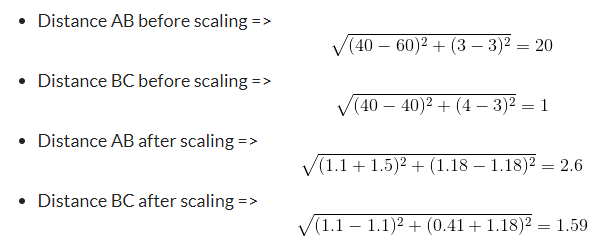 • Distance AB before scaling =>
√(40 − 60)² + (3 − 3)² = 20
• Distance BC before scaling =>
√(40 − 40)² + (4 − 3)² = 1
• Distance AB after scaling =>
√(1.1 + 1.5)² + (1.18 − 1.18)² = 2.6
• Distance BC after scaling =>
√(1.1 − 1.1)² + (0.41 + 1.18)² = 1.59